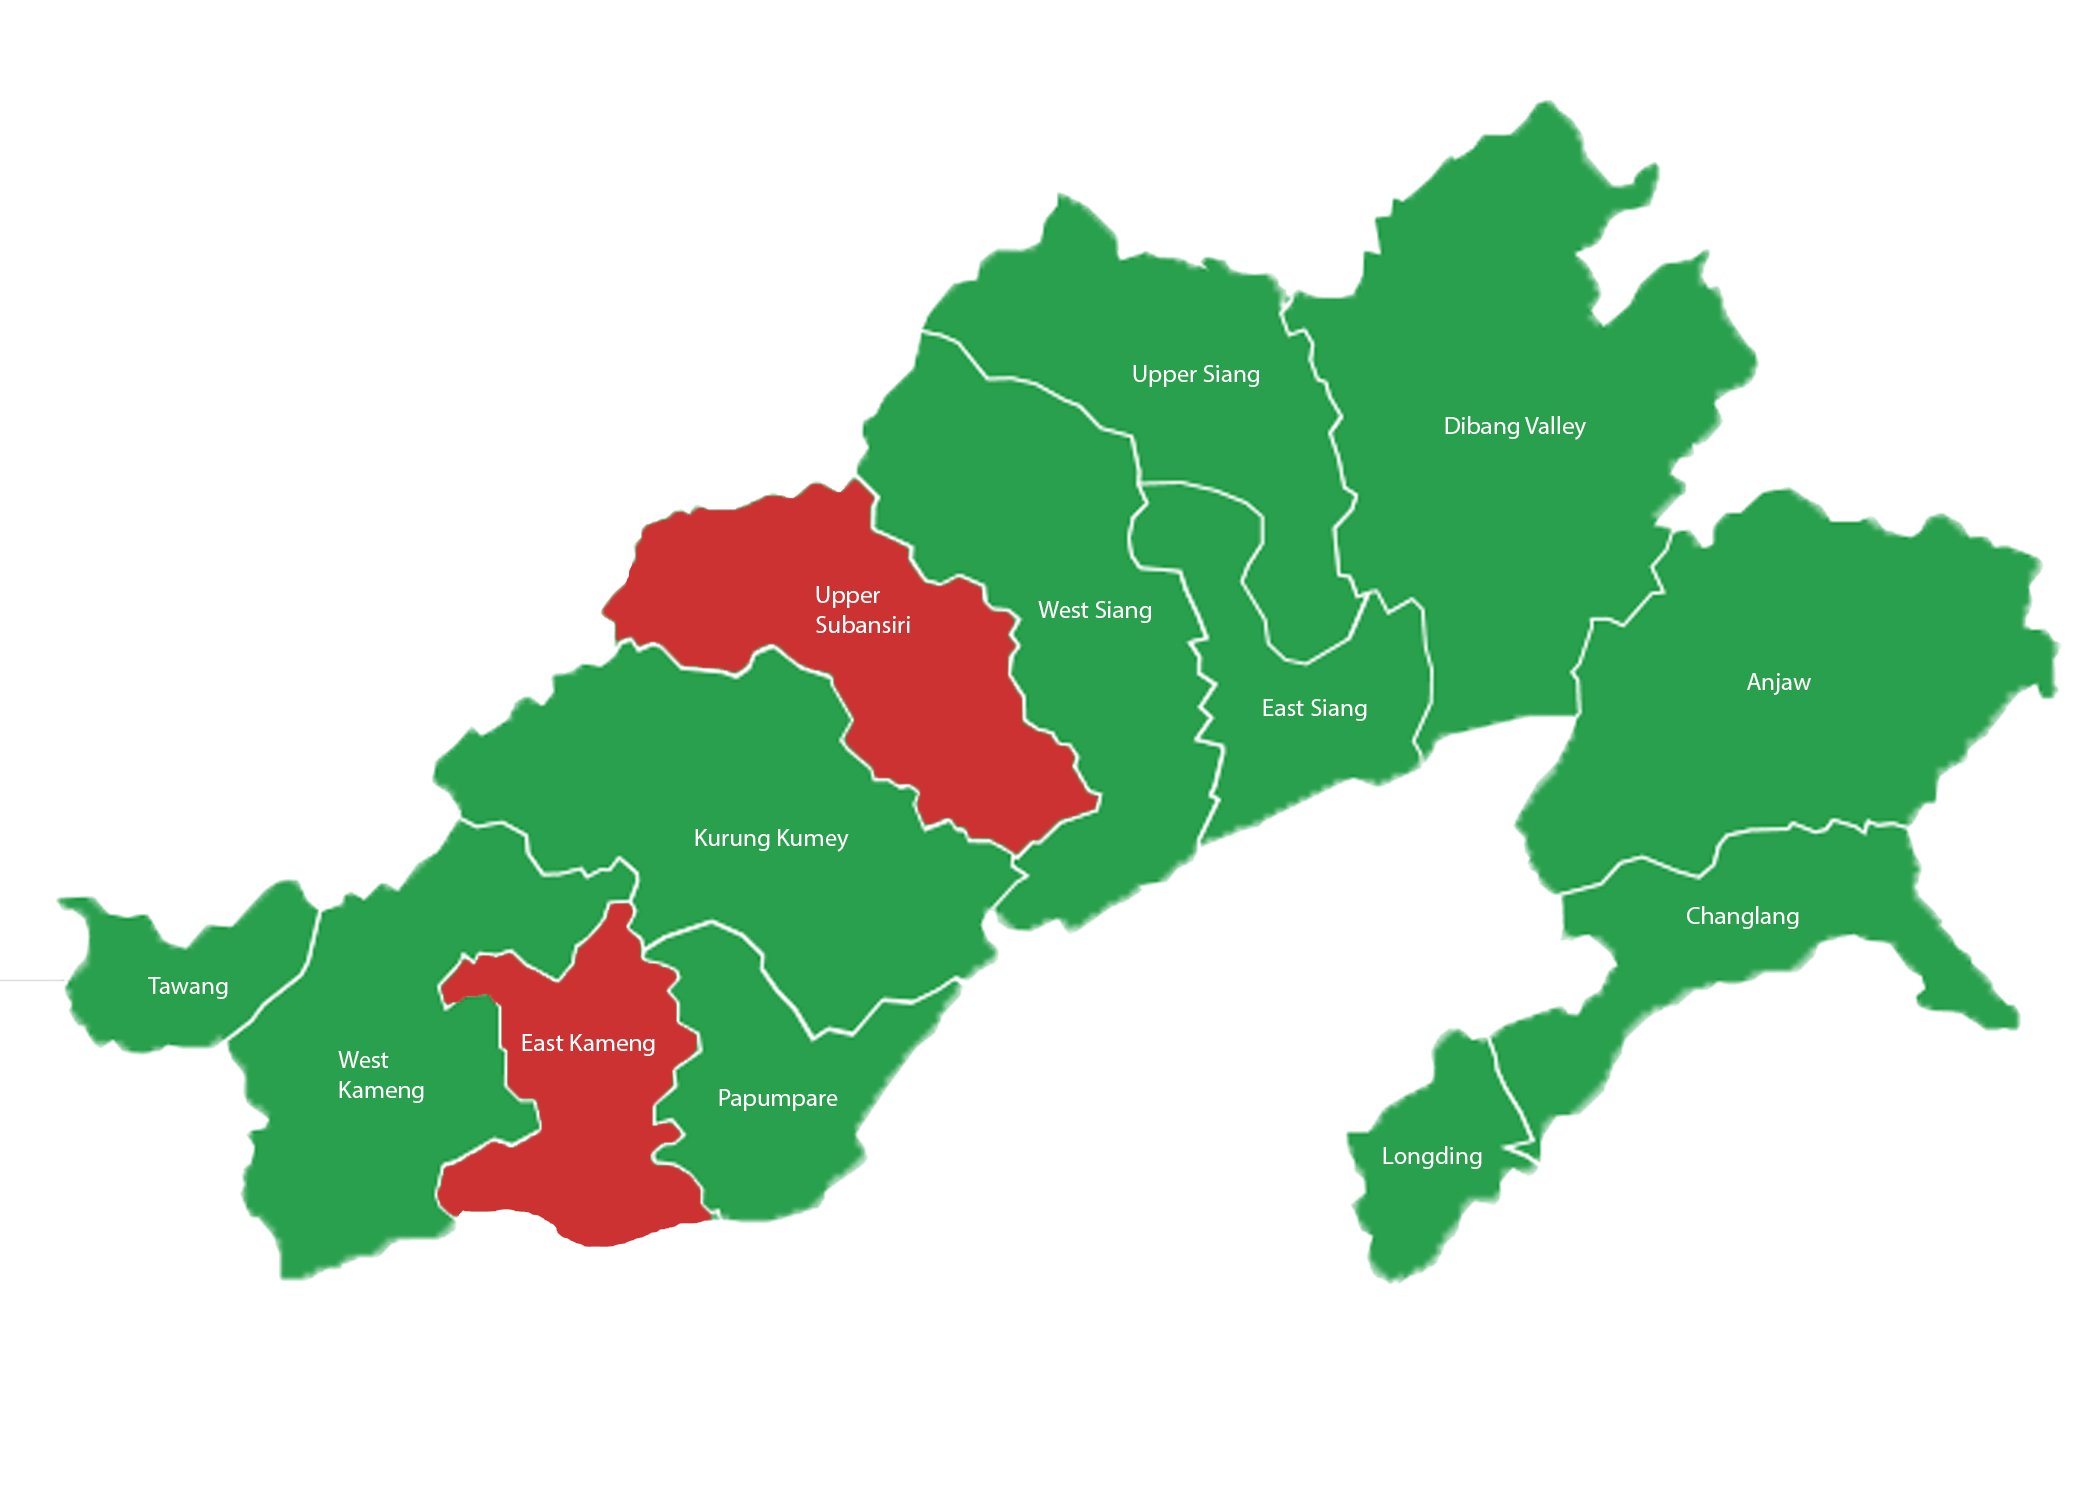 Upper Siang
Dibang Valley
Upper
Subansiri
West Siang
Anjaw
East Siang
Kurung Kumey
Changlang
Tawang
East Kameng
West
Kameng
Papumpare
Longding